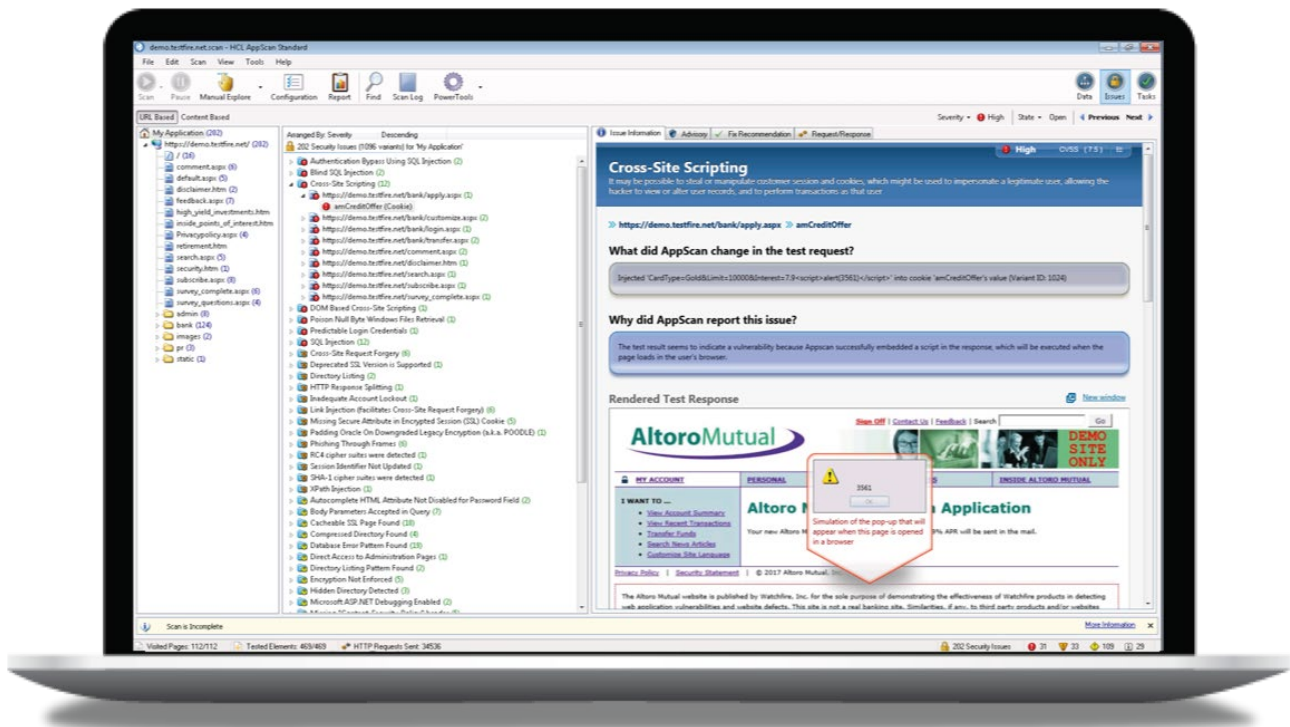 demo.testfire.net.scan - HCL AppScan Standard
File Edit Scan View Tools Help
Scan Pause Manual Explore Configuration Report Find Scan Log PowerTools Data Issues Tasks
URL Based Content Based Severity High State Open Previous Next
My Application (202)
https://demo.testfire.net/ (202)
/ (16)
comment.aspx (6)
default.aspx (5)
disclaimer.htm (2)
feedback.aspx (7)
high_yield_investments.htm
inside_points_of_interest.htm
Privacypolicy.aspx (4)
retirement.htm
search.aspx (5)
security.htm (1)
subscribe.aspx (8)
survey_complete.aspx (6)
survey_questions.aspx (4)
admin (8)
bank (124)
images (2)
pr (3)
static (1)
Arranged By: Severity Descending
202 Security Issues (1096 variants) for 'My Application'
Authentication Bypass Using SQL Injection (2)
Blind SQL Injection (2)
Cross-Site Scripting (12)
https://demo.testfire.net/bank/apply.aspx (1)
amCreditOffer (Cookie)
https://demo.testfire.net/bank/customize.aspx (2)
https://demo.testfire.net/bank/login.aspx (1)
https://demo.testfire.net/bank/transfer.aspx (2)
https://demo.testfire.net/comment.aspx (2)
https://demo.testfire.net/disclaimer.htm (1)
https://demo.testfire.net/search.aspx (1)
https://demo.testfire.net/subscribe.aspx (1)
https://demo.testfire.net/survey_complete.aspx (1)
DOM Based Cross-Site Scripting (1)
Poison Null Byte Windows Files Retrieval (1)
Predictable Login Credentials (1)
SQL Injection (12)
Cross-Site Request Forgery (6)
Deprecated SSL Version is Supported (1)
Directory Listing (2)
HTTP Response Splitting (1)
Inadequate Account Lockout (1)
Link Injection (facilitates Cross-Site Request Forgery) (6)
Missing Secure Attribute in Encrypted Session (SSL) Cookie (5)
Padding Oracle On Downgraded Legacy Encryption (a.k.a. POODLE) (1)
Phishing Through Frames (6)
RC4 cipher suites were detected (1)
Session Identifier Not Updated (1)
SHA-1 cipher suites were detected (1)
XPath Injection (1)
Autocomplete HTML Attribute Not Disabled for Password Field (2)
Body Parameters Accepted in Query (7)
Cacheable SSL Page Found (18)
Compressed Directory Found (4)
Database Error Pattern Found (19)
Direct Access to Administration Pages (1)
Directory Listing Pattern Found (2)
Encryption Not Enforced (5)
Hidden Directory Detected (3)
Microsoft ASP.NET Debugging Enabled (2)
Issue Information Advisory Fix Recommendation Request/Response
High CVSS (7.5)
Cross-Site Scripting
It may be possible to steal or manipulate customer session and cookies, which might be used to impersonate a legitimate user, allowing the
hacker to view or alter user records, and to perform transactions as that user
https://demo.testfire.net/bank/apply.aspx amCreditOffer
What did AppScan change in the test request?
Injected 'CardType=Gold&Limit=10000&Interest=7.9<script>alert(3561)</script>' into cookie 'amCreditOffer's value (Variant ID: 1024)
Why did AppScan report this issue?
The test result seems to indicate a vulnerability because Appscan successfully embedded a script in the response, which will be executed when the
page loads in the user's browser.
Rendered Test Response New window
Sign Off | Contact Us | Feedback | Search Go
AltoroMutual
DEMO
SITE
ONLY
MY ACCOUNT PERSONAL INSIDE ALTORO MUTUAL
I WANT TO ...
View Account Summary
View Recent Transactions
Transfer Funds
Search News Articles
Customize Site Language
Altoro Application
Your new Altoro 9% APR will be sent in the mail.
3561
Simulation of the pop-up that will
appear when this page is opened
in a browser
Privacy Policy | Security Statement | © 2017 Altoro Mutual,
The Altoro Mutual website is published by Watchfire, Inc. for the sole purpose of demonstrating the effectiveness of Watchfire products in detecting
web application vulnerabilities and website defects. This site is not a real banking site. Similarities, if any, to third party products and/or websites
Scan is Incomplete More Information
Visited Pages: 112/112 Tested Elements: 469/469 HTTP Requests Sent: 34536 202 Security Issues 31 33 109 29